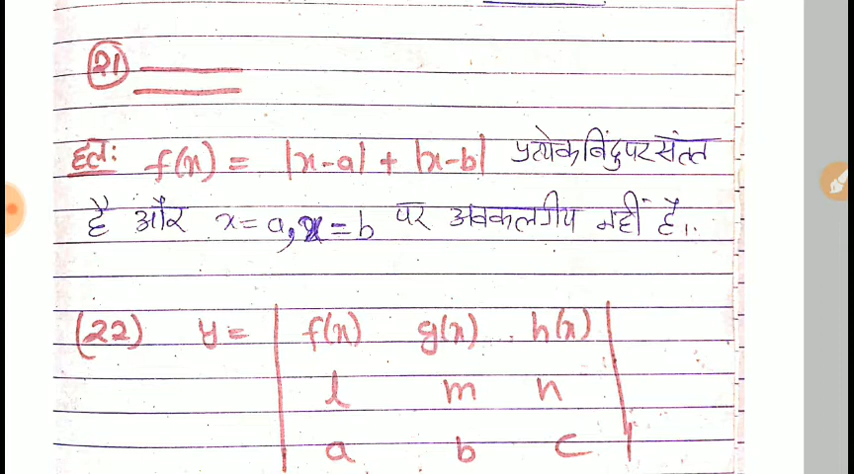 (21)
हलः f(x) = |x-a| + |x-b| प्रत्येक बिंदु पर संतत
है और x=a, x=b पर अवकलनीय नहीं है।
(22) y = | f(x) g(x) h(x) |
l m n
a b c